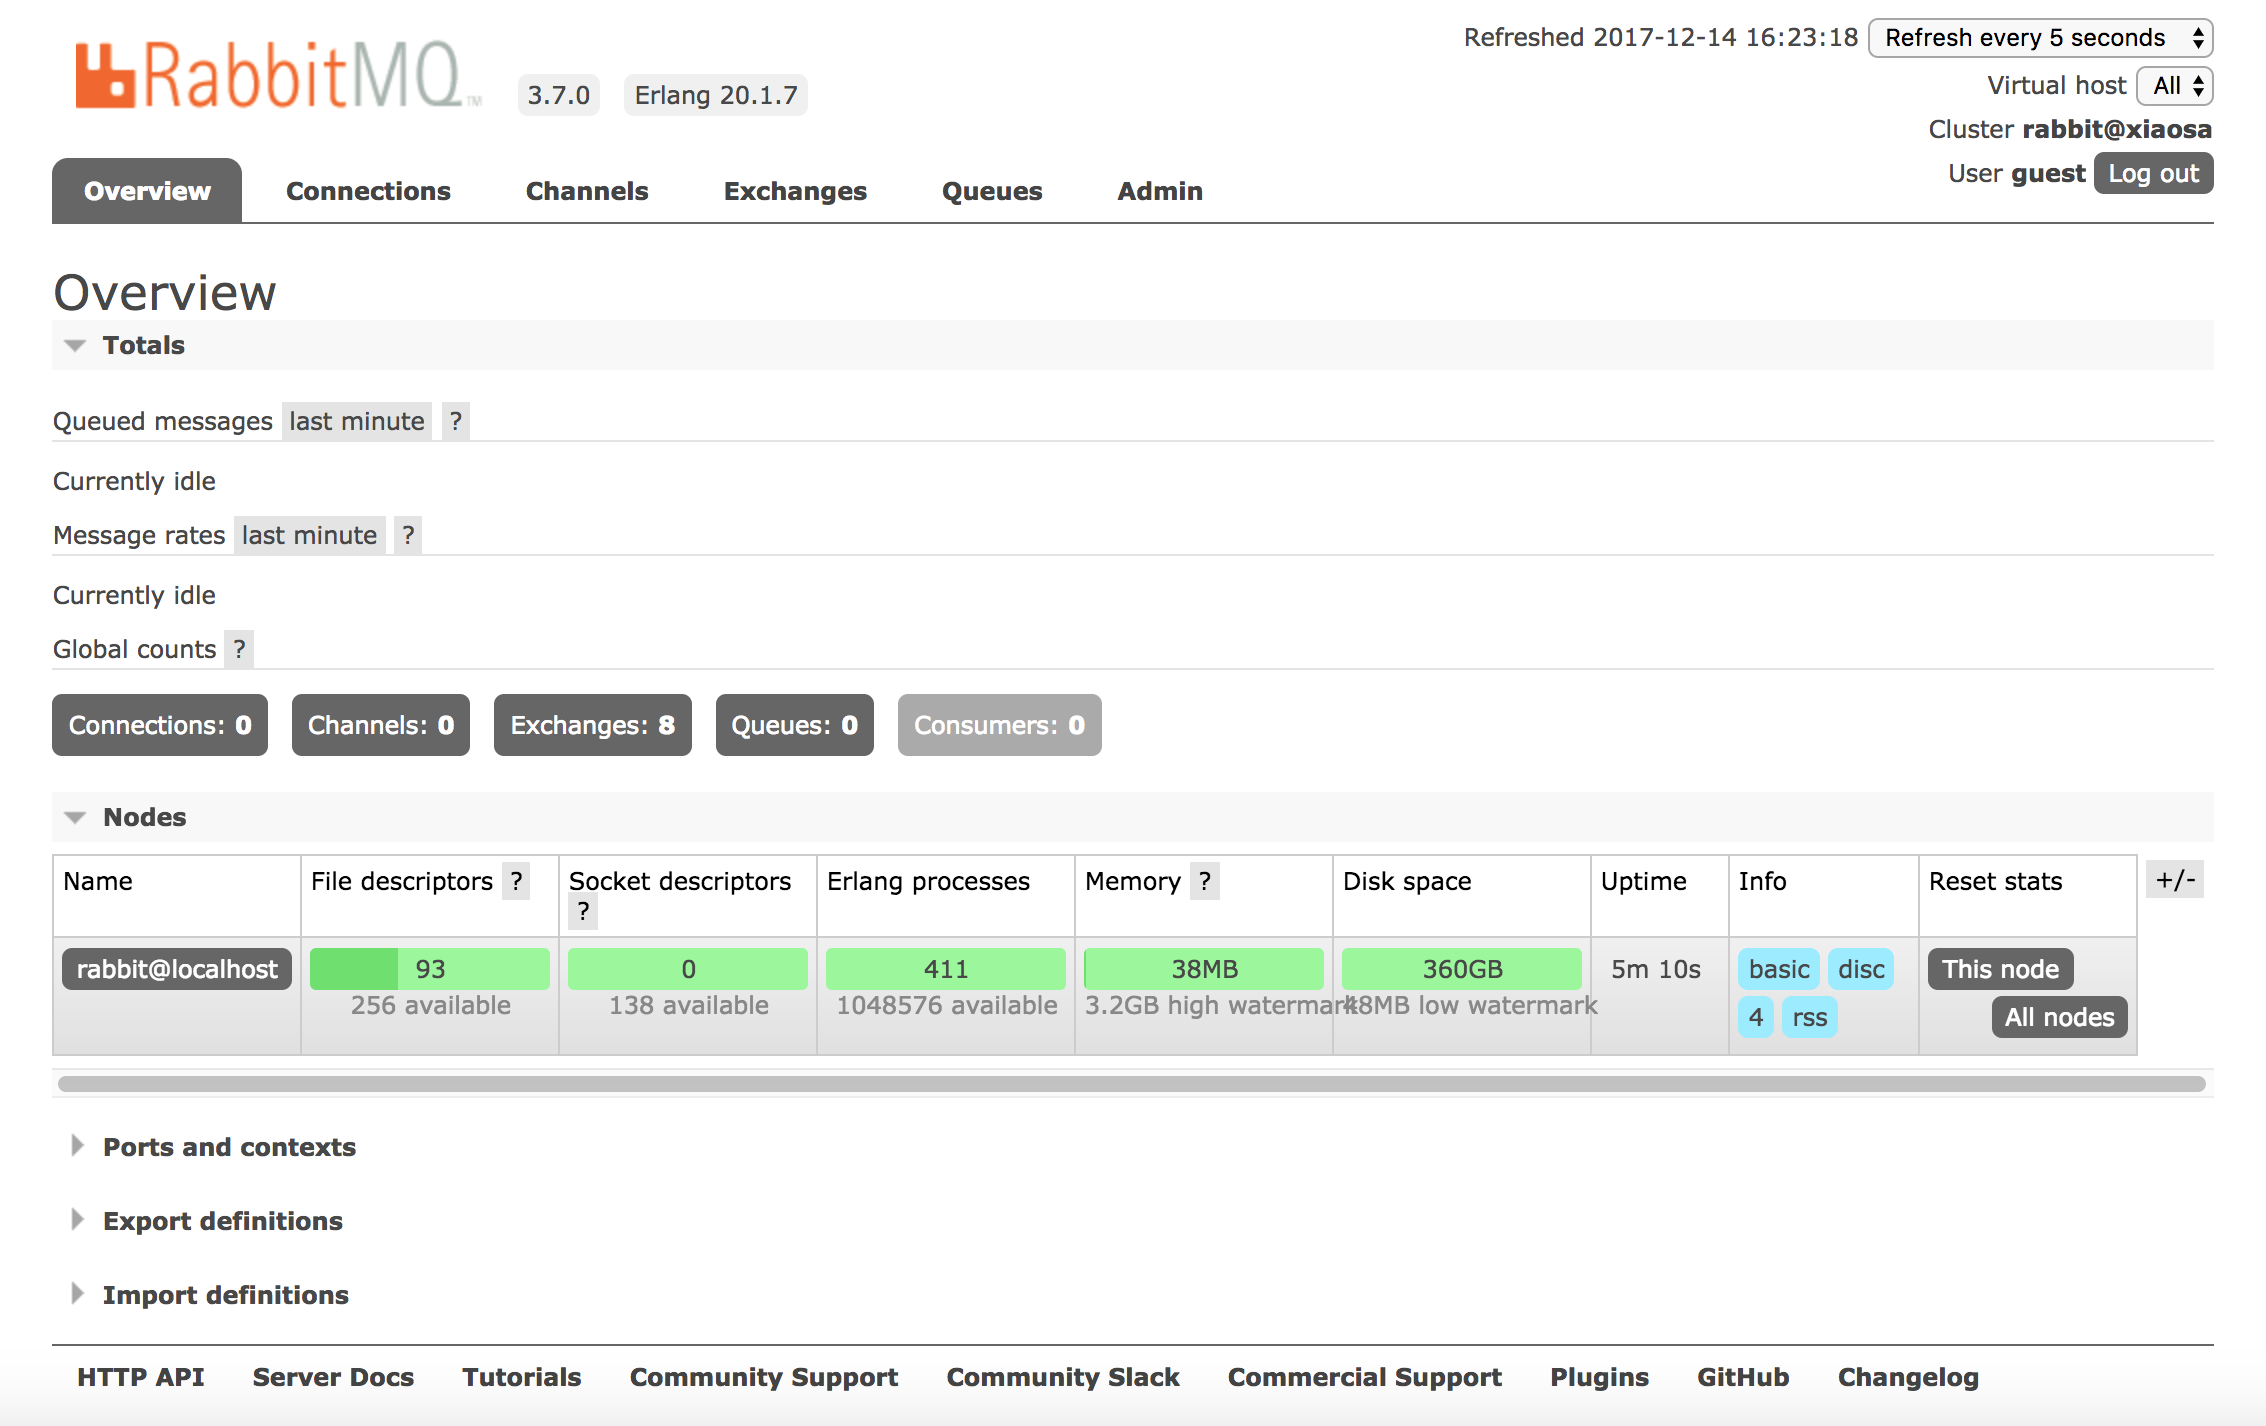 Refreshed 2017-12-14 16:23:18 Refresh every 5 seconds
RabbitMQ TM 3.7.0 Erlang 20.1.7
Virtual host All
Cluster rabbit@xiaosa
User guest Log out
Overview Connections Channels Exchanges Queues Admin
Overview
Totals
Queued messages last minute ?
Currently idle
Message rates last minute ?
Currently idle
Global counts ?
Connections: 0 Channels: 0 Exchanges: 8 Queues: 0 Consumers: 0
Nodes
Name File descriptors ? Socket descriptors ? Erlang processes Memory ? Disk space Uptime Info Reset stats +/-
rabbit@localhost 93 0 411 38MB 360GB 5m 10s basic disc This node
256 available 138 available 1048576 available 3.2GB high watermark 48MB low watermark 4 rss All nodes
Ports and contexts
Export definitions
Import definitions
HTTP API Server Docs Tutorials Community Support Community Slack Commercial Support Plugins GitHub Changelog